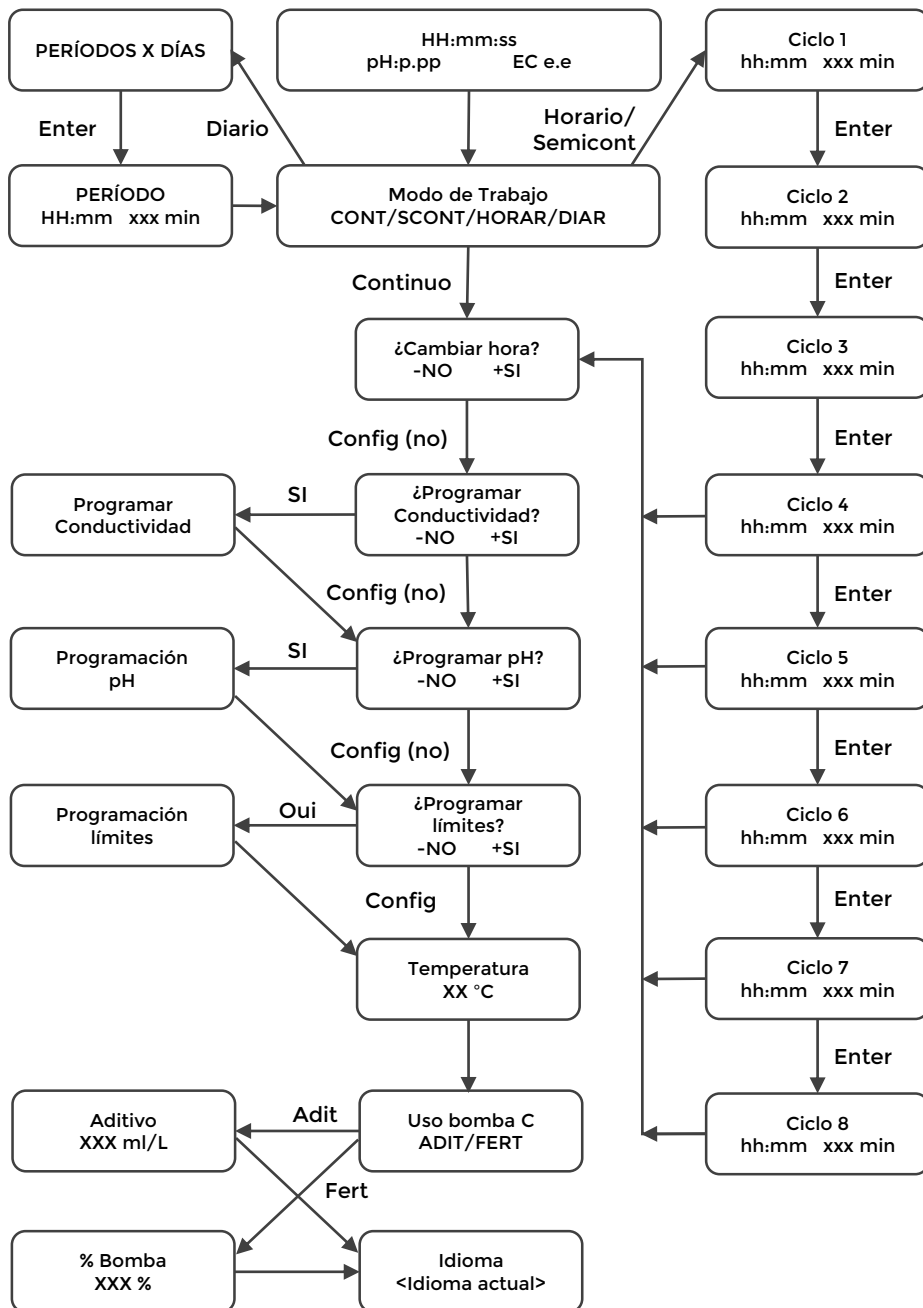 PERÍODOS X DÍAS
HH:mm:ss
pH:p.pp EC e.e
Ciclo 1
hh:mm xxx min
Enter
Diario
Horario/
Semicont
Enter
PERÍODO
HH:mm xxx min
Modo de Trabajo
CONT/SCONT/HORAR/DIAR
Ciclo 2
hh:mm xxx min
Continuo
Enter
¿Cambiar hora?
-NO +SI
Ciclo 3
hh:mm xxx min
Config (no)
Enter
Programar
Conductividad
SI
¿Programar
Conductividad?
-NO +SI
Ciclo 4
hh:mm xxx min
Config (no)
Enter
Programación
pH
SI
¿Programar pH?
-NO +SI
Ciclo 5
hh:mm xxx min
Config (no)
Enter
Programación
límites
Oui
¿Programar
límites?
-NO +SI
Ciclo 6
hh:mm xxx min
Config
Enter
Temperatura
XX °C
Ciclo 7
hh:mm xxx min
Enter
Aditivo
XXX ml/L
Adit
Uso bomba C
ADIT/FERT
Ciclo 8
hh:mm xxx min
Fert
% Bomba
XXX %
Idioma
<Idioma actual>